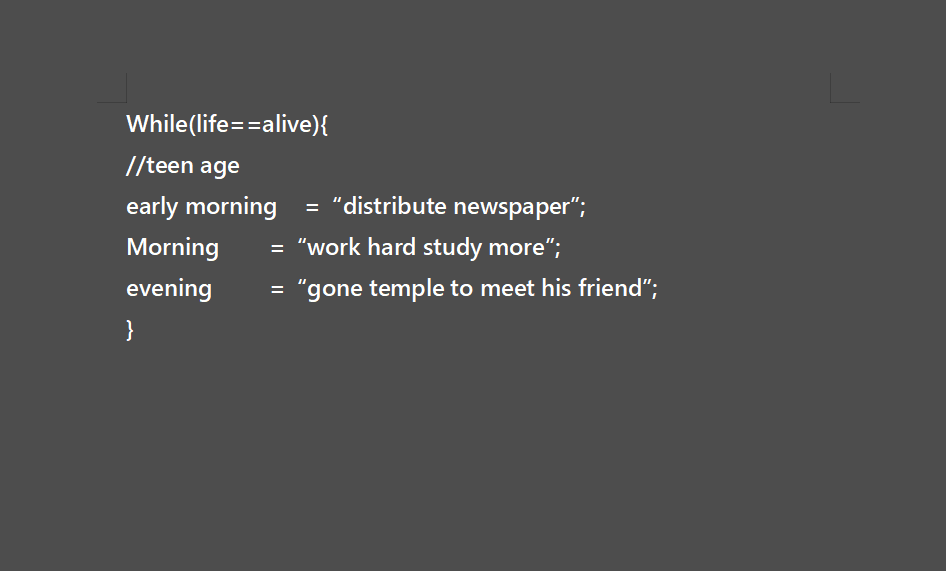 While(life==alive){
//teen age
early morning = “distribute newspaper”;
Morning = “work hard study more”;
evening = “gone temple to meet his friend”;
}